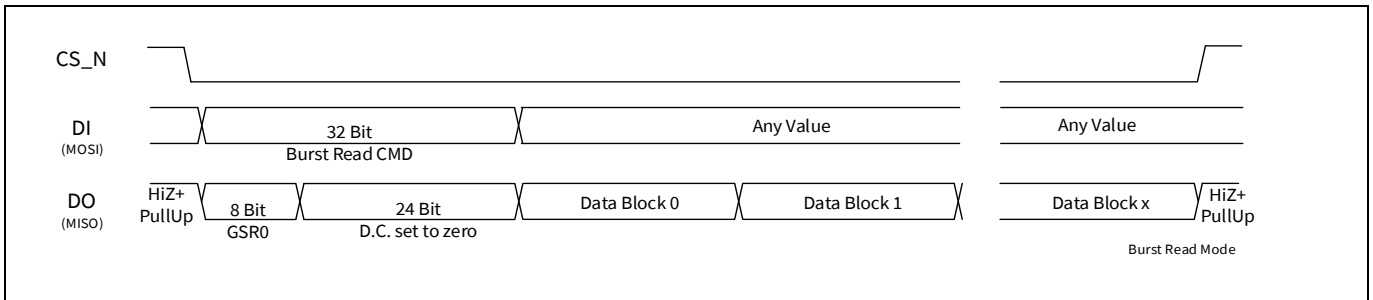 CS_N
DI
(MOSI)
32 Bit
Burst Read CMD
Any Value
Any Value
DO
(MISO)
HiZ+
PullUp
8 Bit
GSR0
24 Bit
D.C. set to zero
Data Block 0
Data Block 1
Data Block x
HiZ+
PullUp
Burst Read Mode